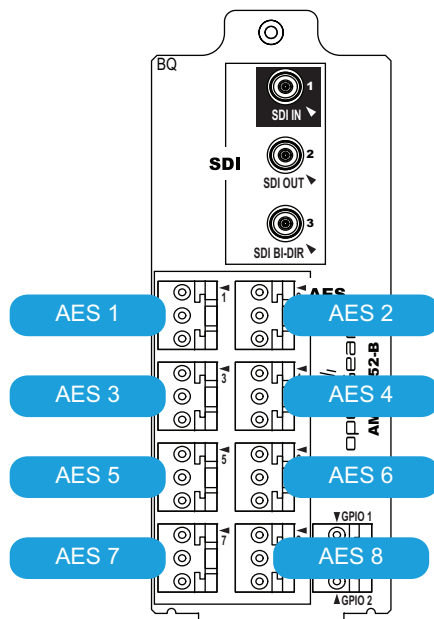 BQ
1
SDI IN
SDI
2
SDI OUT
3
SDI BI-DIR
AES
AES 1
1
AES 2
AES 3
3
AES 4
AES 5
5
AES 6
AES 7
7
AES 8
GPIO 1
GPIO 2